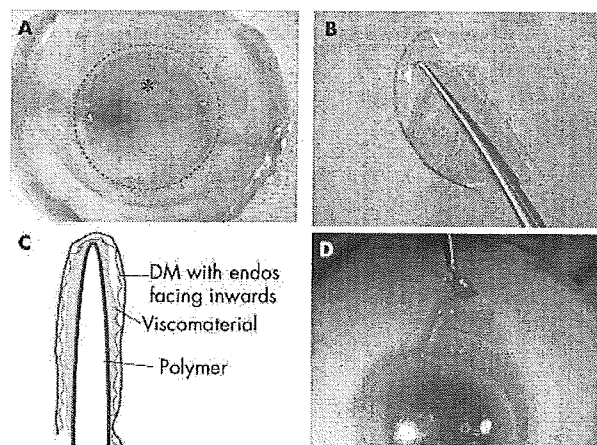 A
B
C
DM with endos
facing inwards
Viscomaterial
Polymer
D